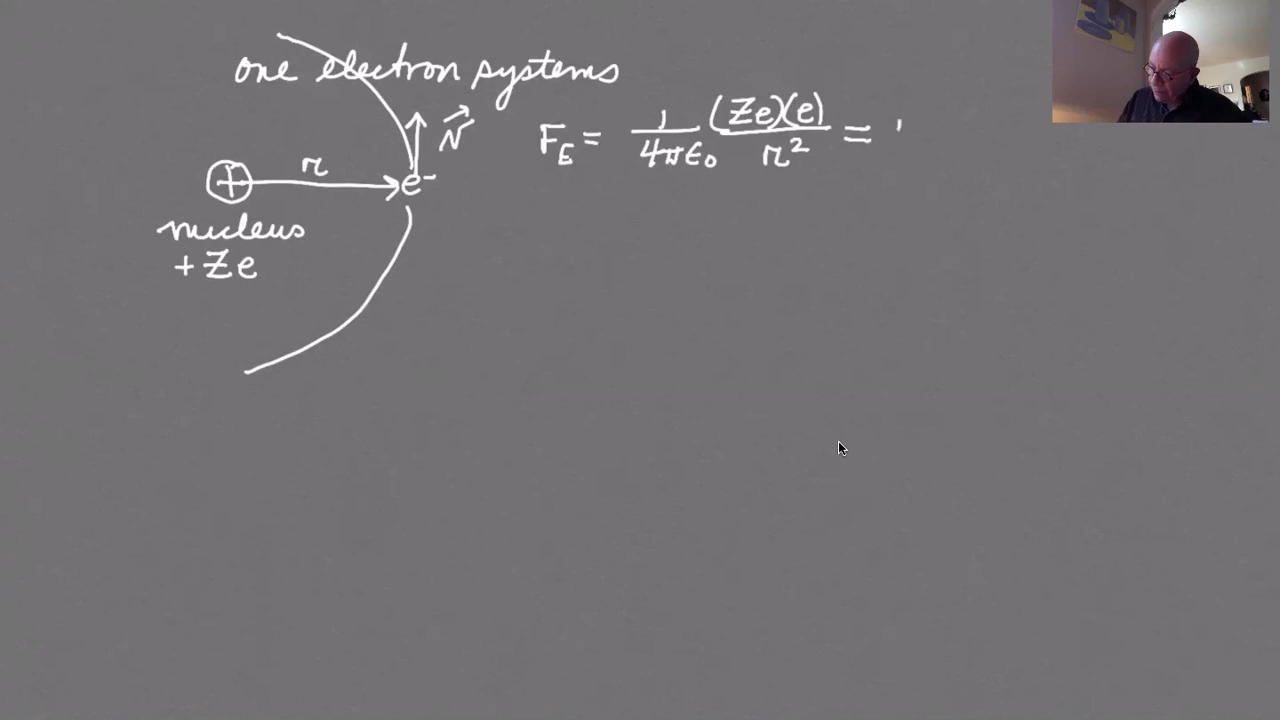 one electron systems
r
e⁻
v⃗
nucleus
+Ze
F_E = 1/4πε₀ (Ze)(e)/r² =